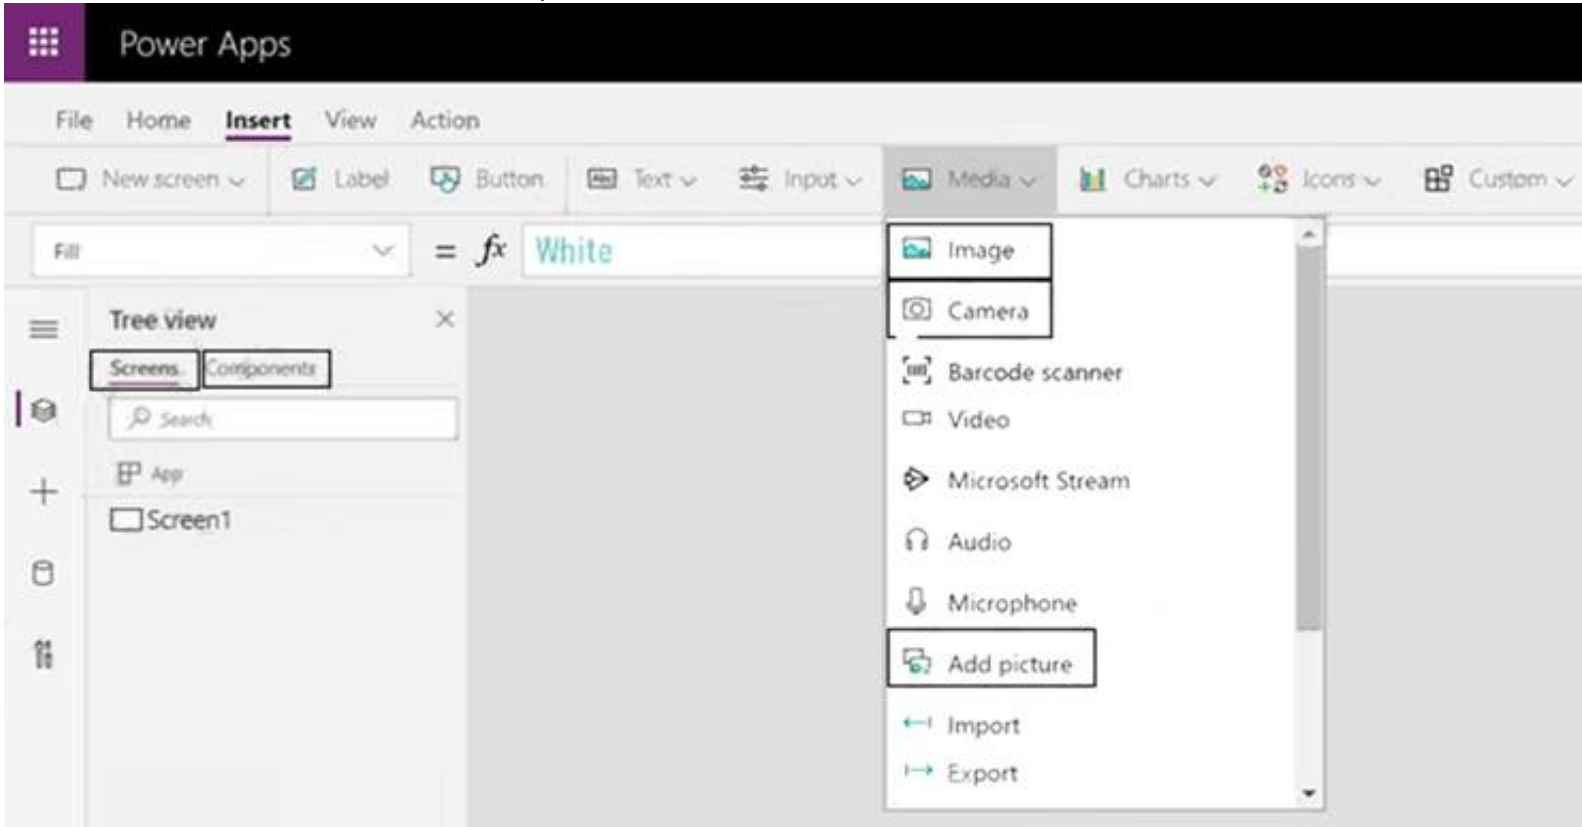 Power Apps
File Home Insert View Action
New screen Label Button Text Input Media Charts Icons Custom
Fill = fx White
Image
Tree view
Camera
Screens Components
Barcode scanner
Search
Video
App
Microsoft Stream
Screen1
Audio
Microphone
Add picture
Import
Export